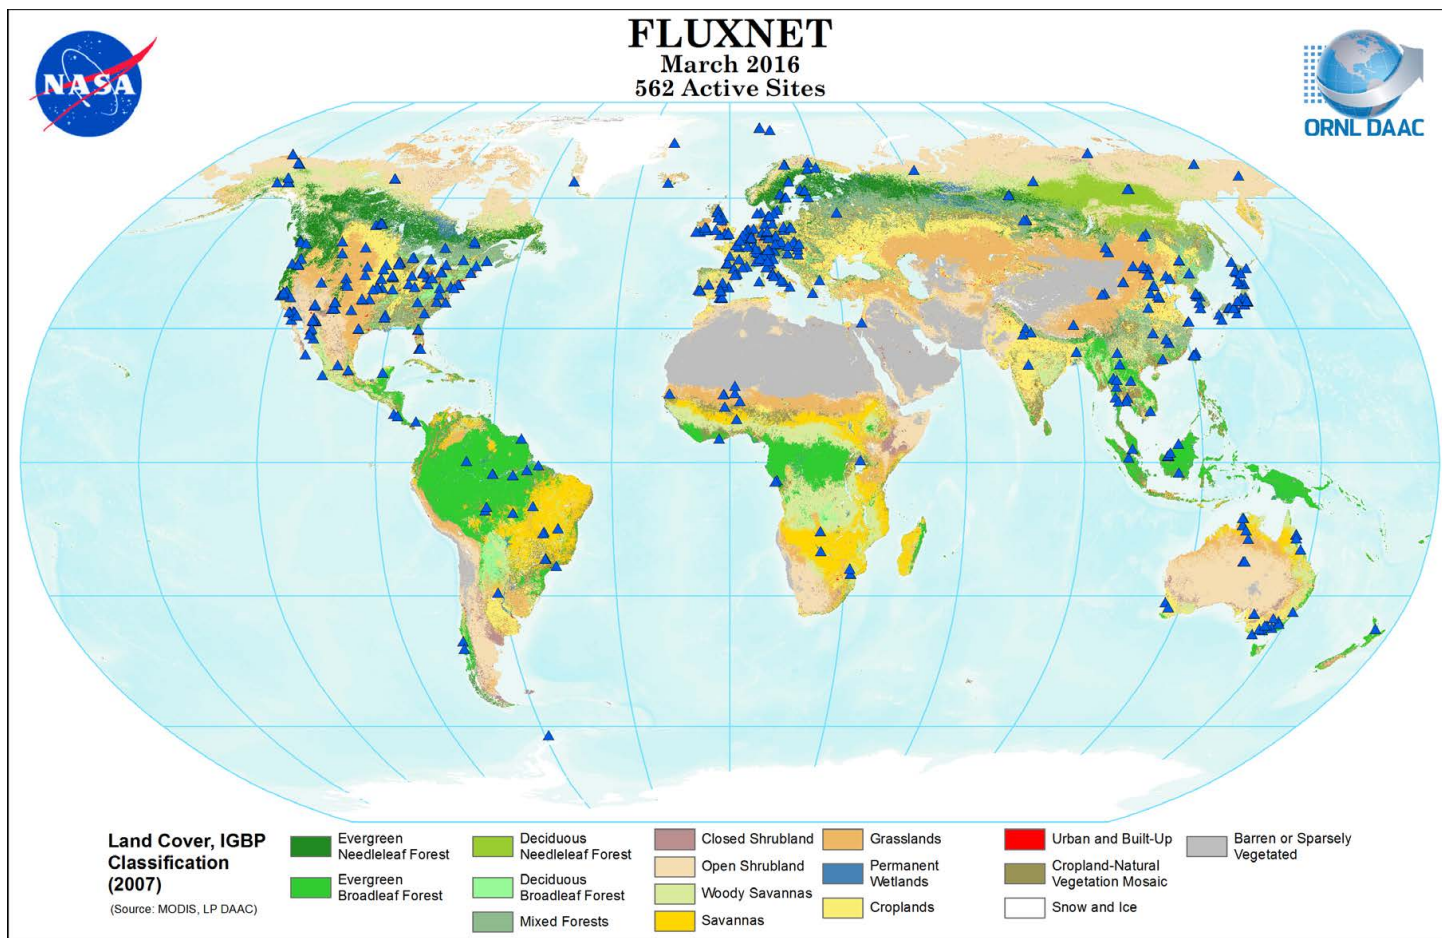 FLUXNET
March 2016
562 Active Sites
NASA
ORNL DAAC
Land Cover, IGBP
Classification
(2007)
(Source: MODIS, LP DAAC)
Evergreen
Needleleaf Forest
Evergreen
Broadleaf Forest
Deciduous
Needleleaf Forest
Deciduous
Broadleaf Forest
Mixed Forests
Closed Shrubland
Open Shrubland
Woody Savannas
Savannas
Grasslands
Permanent
Wetlands
Croplands
Urban and Built-Up
Cropland-Natural
Vegetation Mosaic
Snow and Ice
Barren or Sparsely
Vegetated